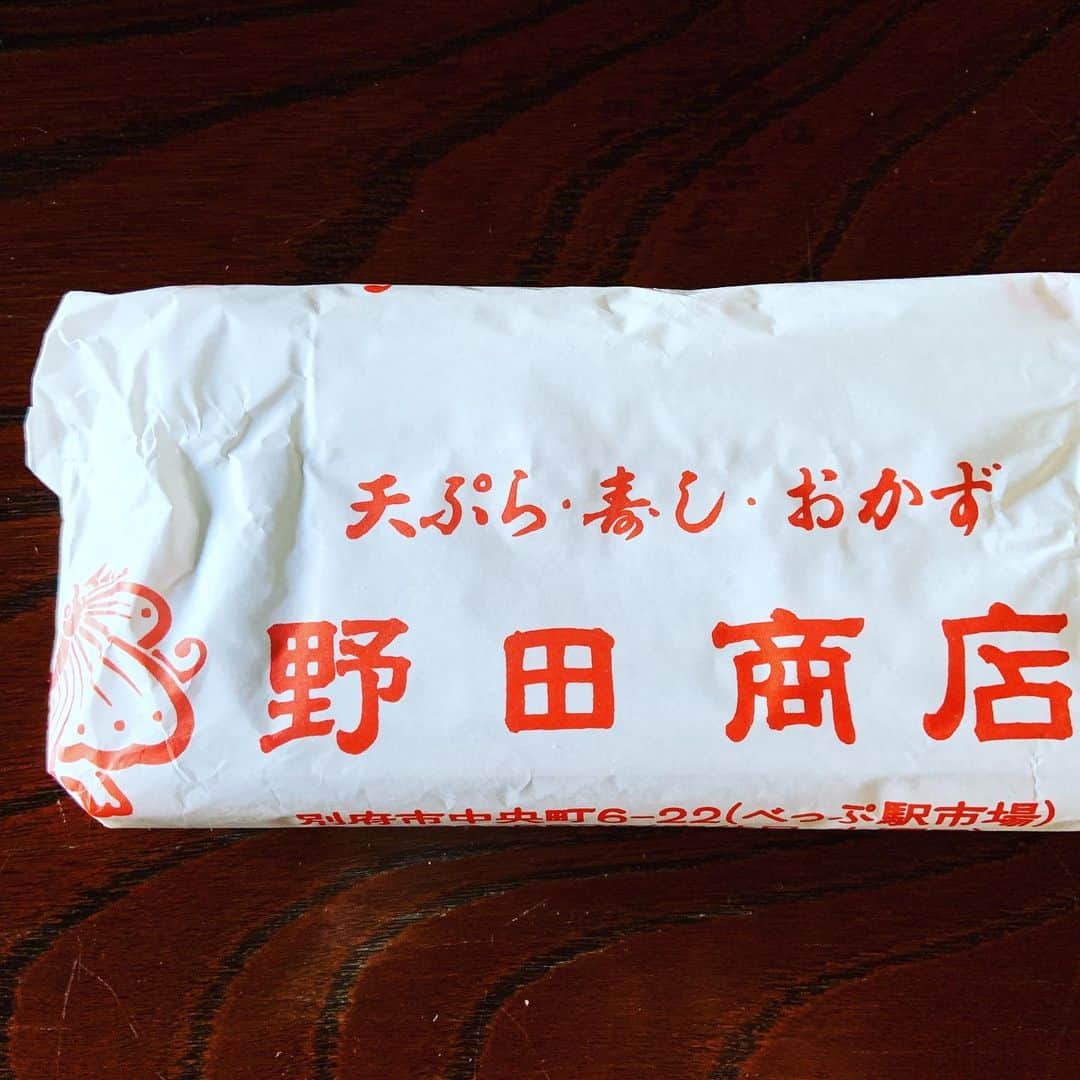 天ぷら・寿し・おかず
野田商店
別府市中央町6-22(べっぷ駅市場)